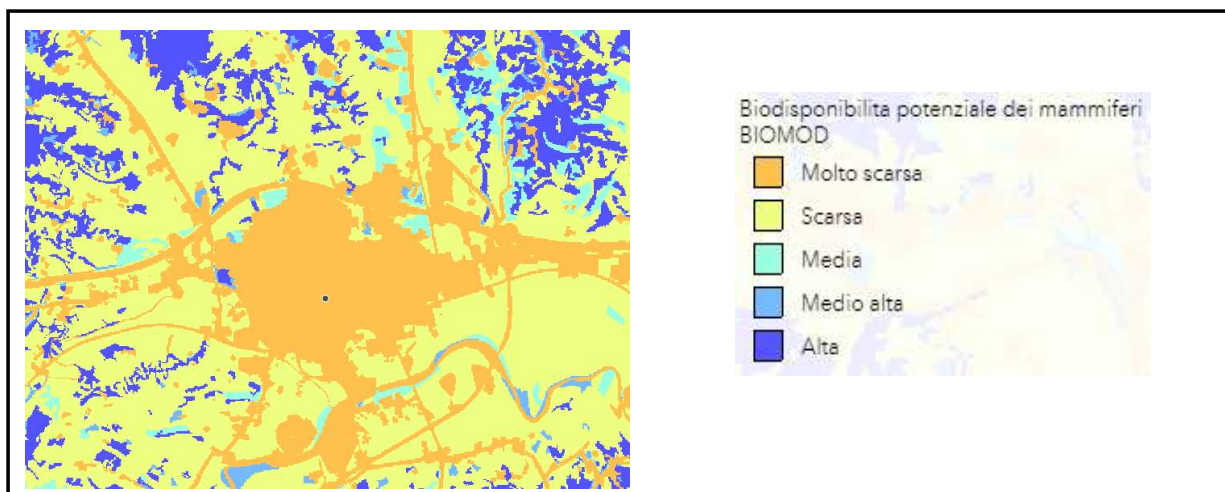 Biodisponibilita potenziale dei mammiferi
BIOMOD
Molto scarsa
Scarsa
Media
Medio alta
Alta